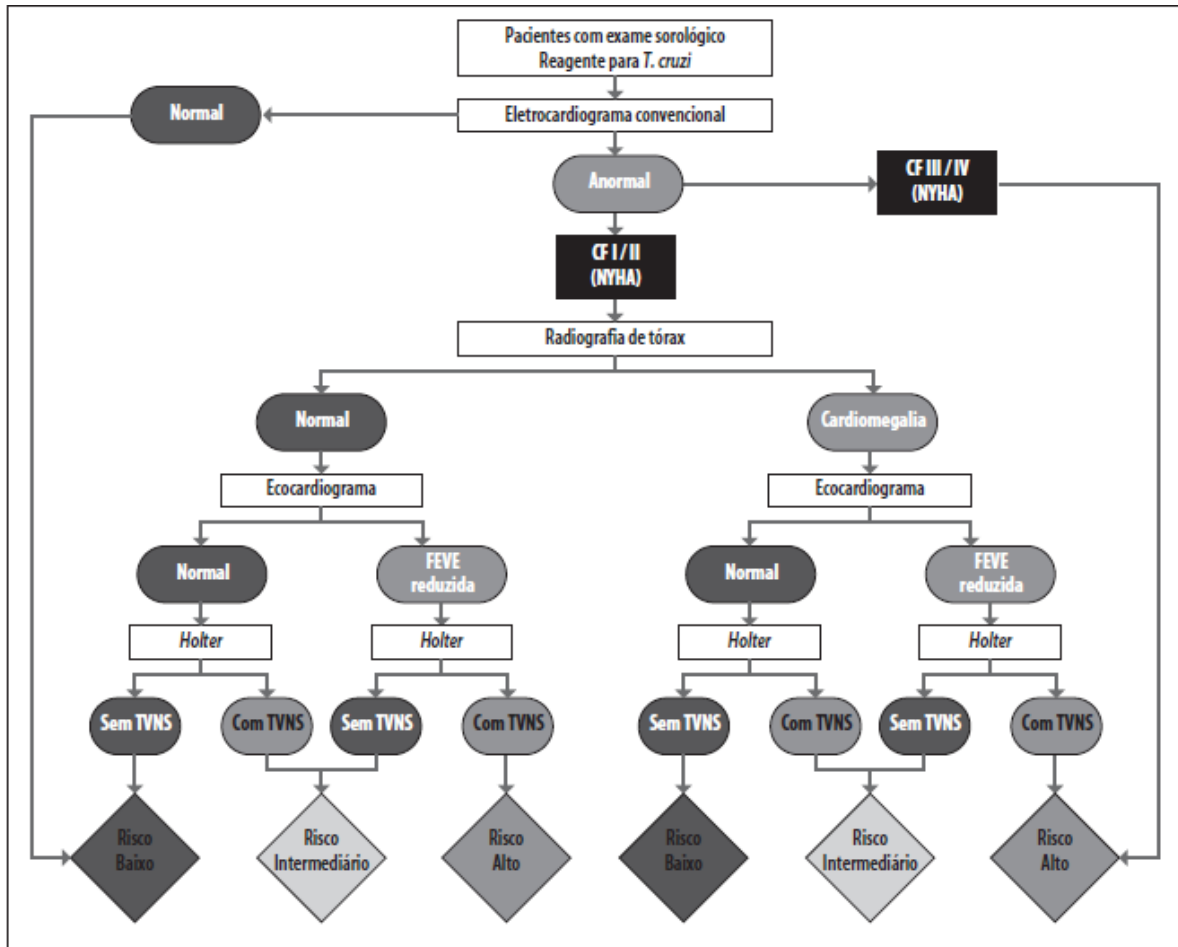 Pacientes com exame sorológico
Reagente para T. cruzi
Normal
Eletrocardiograma convencional
Anormal
CF III / IV
(NYHA)
CF I / II
(NYHA)
Radiografia de tórax
Normal
Cardiomegalia
Ecocardiograma
Ecocardiograma
Normal
FEVE
reduzida
Normal
FEVE
reduzida
Holter
Holter
Holter
Holter
Sem TVNS
Com TVNS
Sem TVNS
Com TVNS
Sem TVNS
Com TVNS
Sem TVNS
Com TVNS
Risco
Baixo
Risco
Intermediário
Risco
Alto
Risco
Baixo
Risco
Intermediário
Risco
Alto